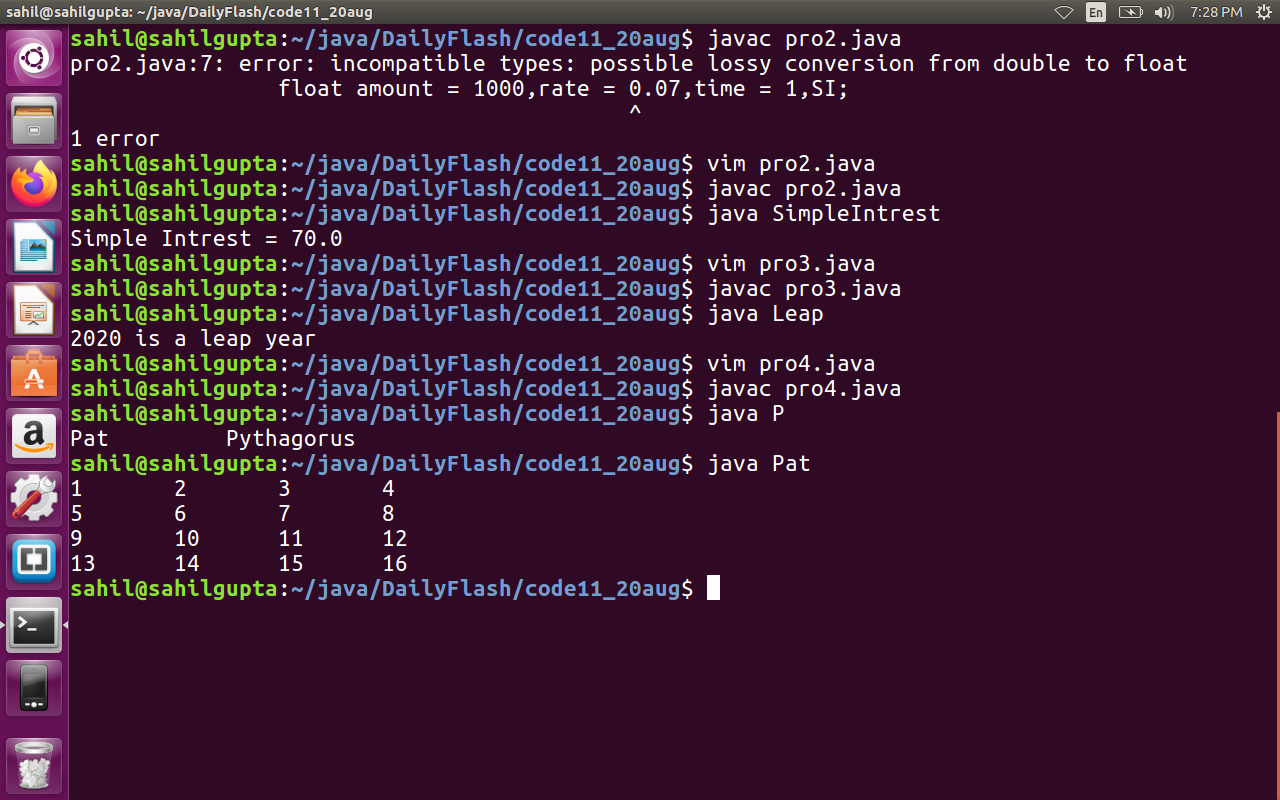 sahil@sahilgupta: ~/java/DailyFlash/code11_20aug En 7:28 PM
sahil@sahilgupta:~/java/DailyFlash/code11_20aug$ javac pro2.java
pro2.java:7: error: incompatible types: possible lossy conversion from double to float
float amount = 1000,rate = 0.07,time = 1,SI;
^
1 error
sahil@sahilgupta:~/java/DailyFlash/code11_20aug$ vim pro2.java
sahil@sahilgupta:~/java/DailyFlash/code11_20aug$ javac pro2.java
sahil@sahilgupta:~/java/DailyFlash/code11_20aug$ java SimpleIntrest
Simple Intrest = 70.0
sahil@sahilgupta:~/java/DailyFlash/code11_20aug$ vim pro3.java
sahil@sahilgupta:~/java/DailyFlash/code11_20aug$ javac pro3.java
sahil@sahilgupta:~/java/DailyFlash/code11_20aug$ java Leap
2020 is a leap year
sahil@sahilgupta:~/java/DailyFlash/code11_20aug$ vim pro4.java
sahil@sahilgupta:~/java/DailyFlash/code11_20aug$ javac pro4.java
sahil@sahilgupta:~/java/DailyFlash/code11_20aug$ java P
Pat Pythagorus
sahil@sahilgupta:~/java/DailyFlash/code11_20aug$ java Pat
1 2 3 4
5 6 7 8
9 10 11 12
13 14 15 16
sahil@sahilgupta:~/java/DailyFlash/code11_20aug$